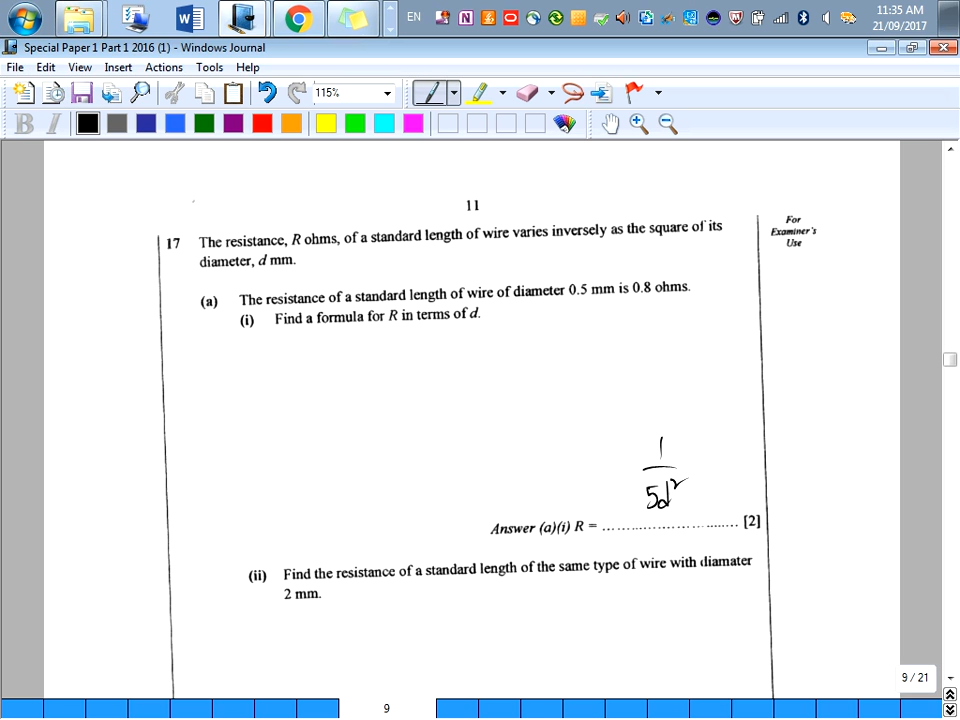 EN
11:35 AM
21/09/2017
Special Paper 1 Part 1 2016 (1) - Windows Journal
File Edit View Insert Actions Tools Help
115%
B I
11
For
Examiner's
Use
17 The resistance, R ohms, of a standard length of wire varies inversely as the square of its
diameter, d mm.
(a) The resistance of a standard length of wire of diameter 0.5 mm is 0.8 ohms.
(i) Find a formula for R in terms of d.
1
5d²
Answer (a)(i) R = ........................... [2]
(ii) Find the resistance of a standard length of the same type of wire with diamater
2 mm.
9 / 21
9